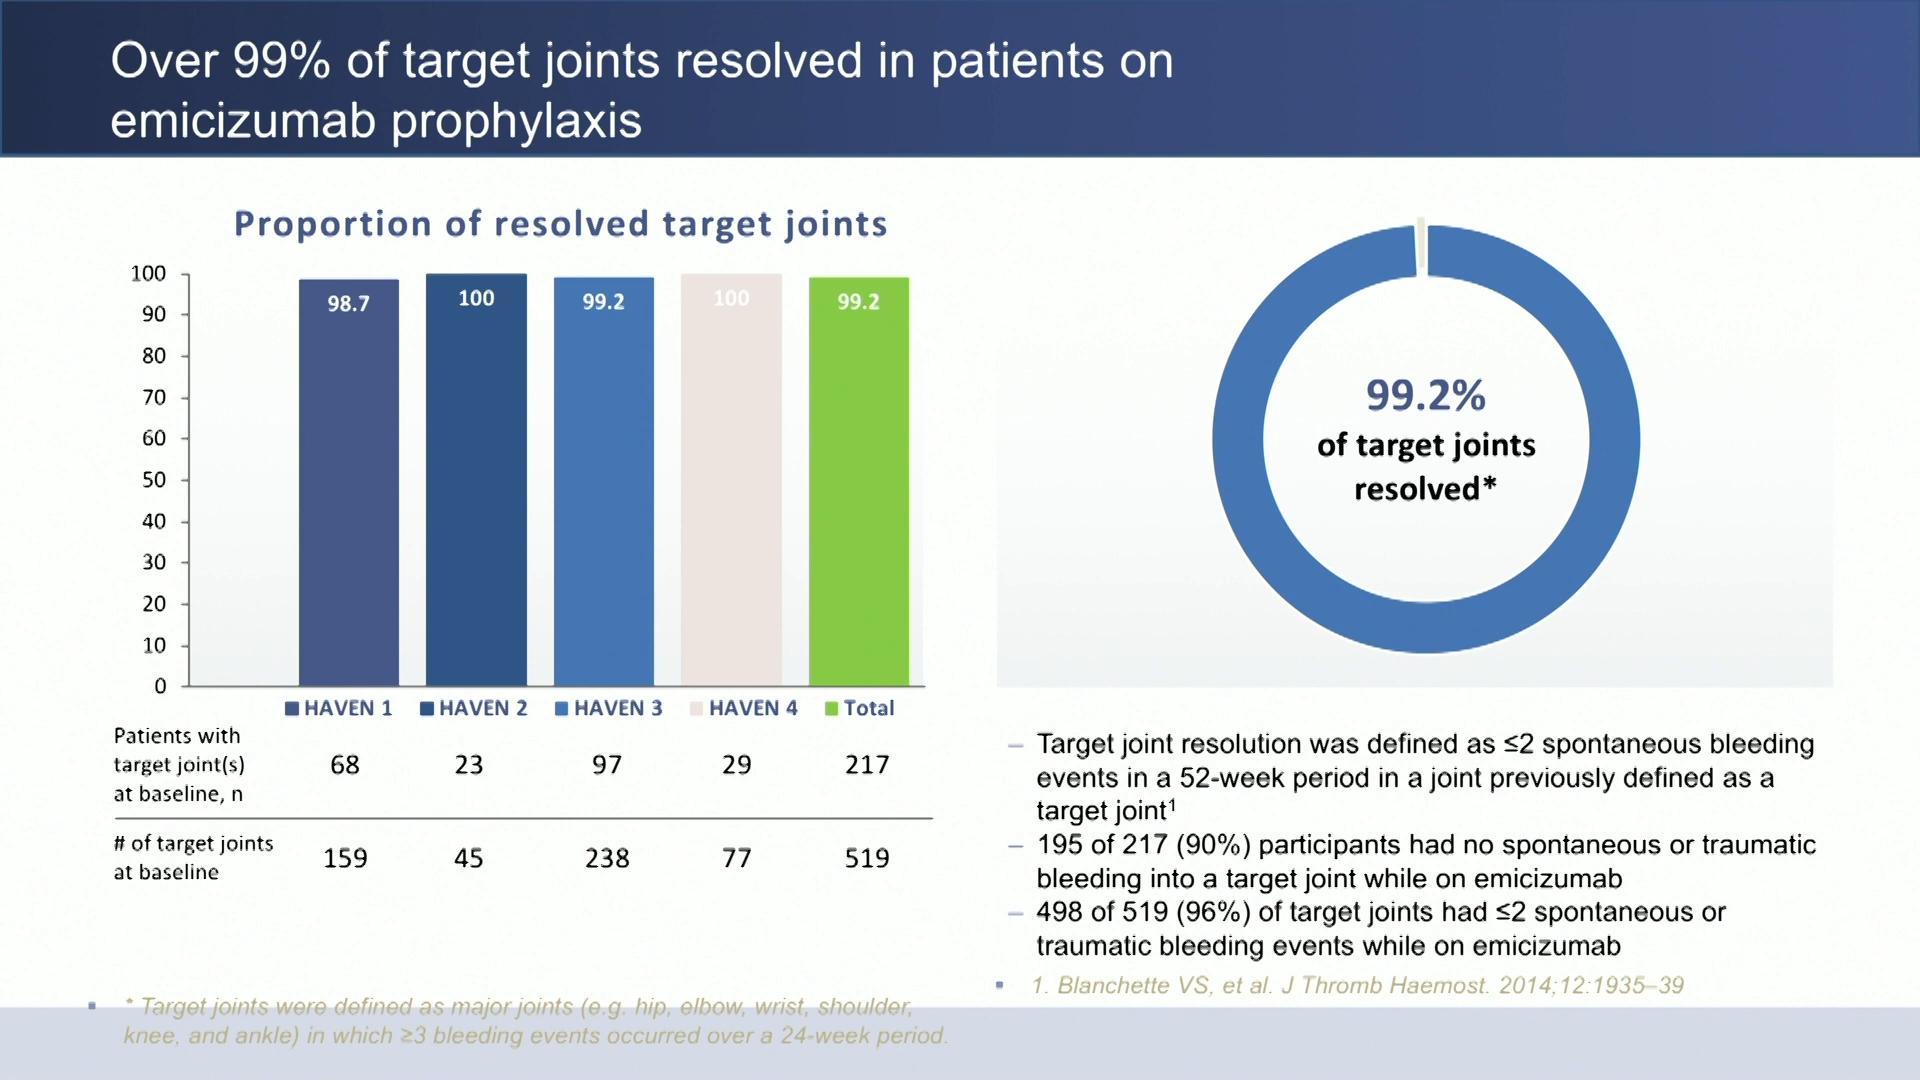 Over 99% of target joints resolved in patients on
emicizumab prophylaxis
Proportion of resolved target joints
100
90
80
70
60
50
40
30
20
10
0
98.7
100
99.2
100
99.2
HAVEN 1 HAVEN 2 HAVEN 3 HAVEN 4 Total
Patients with
target joint(s)
at baseline, n
68 23 97 29 217
# of target joints
at baseline
159 45 238 77 519
* Target joints were defined as major joints (e.g. hip, elbow, wrist, shoulder,
knee, and ankle) in which ≥3 bleeding events occurred over a 24-week period.
99.2%
of target joints
resolved*
– Target joint resolution was defined as ≤2 spontaneous bleeding
events in a 52-week period in a joint previously defined as a
target joint¹
– 195 of 217 (90%) participants had no spontaneous or traumatic
bleeding into a target joint while on emicizumab
– 498 of 519 (96%) of target joints had ≤2 spontaneous or
traumatic bleeding events while on emicizumab
1. Blanchette VS, et al. J Thromb Haemost. 2014;12:1935–39